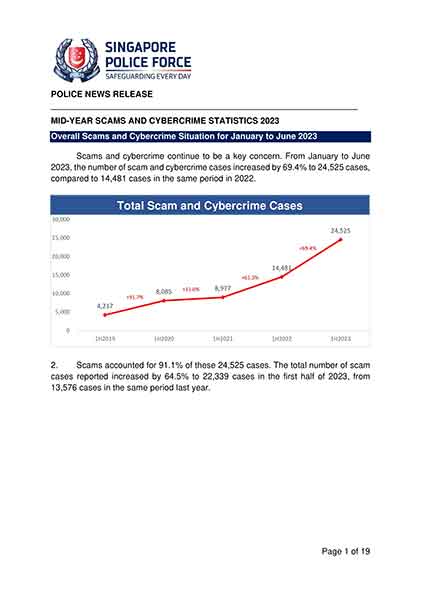 SINGAPORE
POLICE FORCE
SAFEGUARDING EVERY DAY
POLICE NEWS RELEASE
MID-YEAR SCAMS AND CYBERCRIME STATISTICS 2023
Overall Scams and Cybercrime Situation for January to June 2023
Scams and cybercrime continue to be a key concern. From January to June
2023, the number of scam and cybercrime cases increased by 69.4% to 24,525 cases,
compared to 14,481 cases in the same period in 2022.
Total Scam and Cybercrime Cases
30,000
25,000
20,000
15,000
10,000
5,000
0
4,217
+91.7%
8,085
8,977
+61.3%
14,481
+69.4%
24,525
1H2019
1H2020
1H2021
1H2022
1H2023
2. Scams accounted for 91.1% of these 24,525 cases. The total number of scam
cases reported increased by 64.5% to 22,339 cases in the first half of 2023, from
13,576 cases in the same period last year.
Page 1 of 19